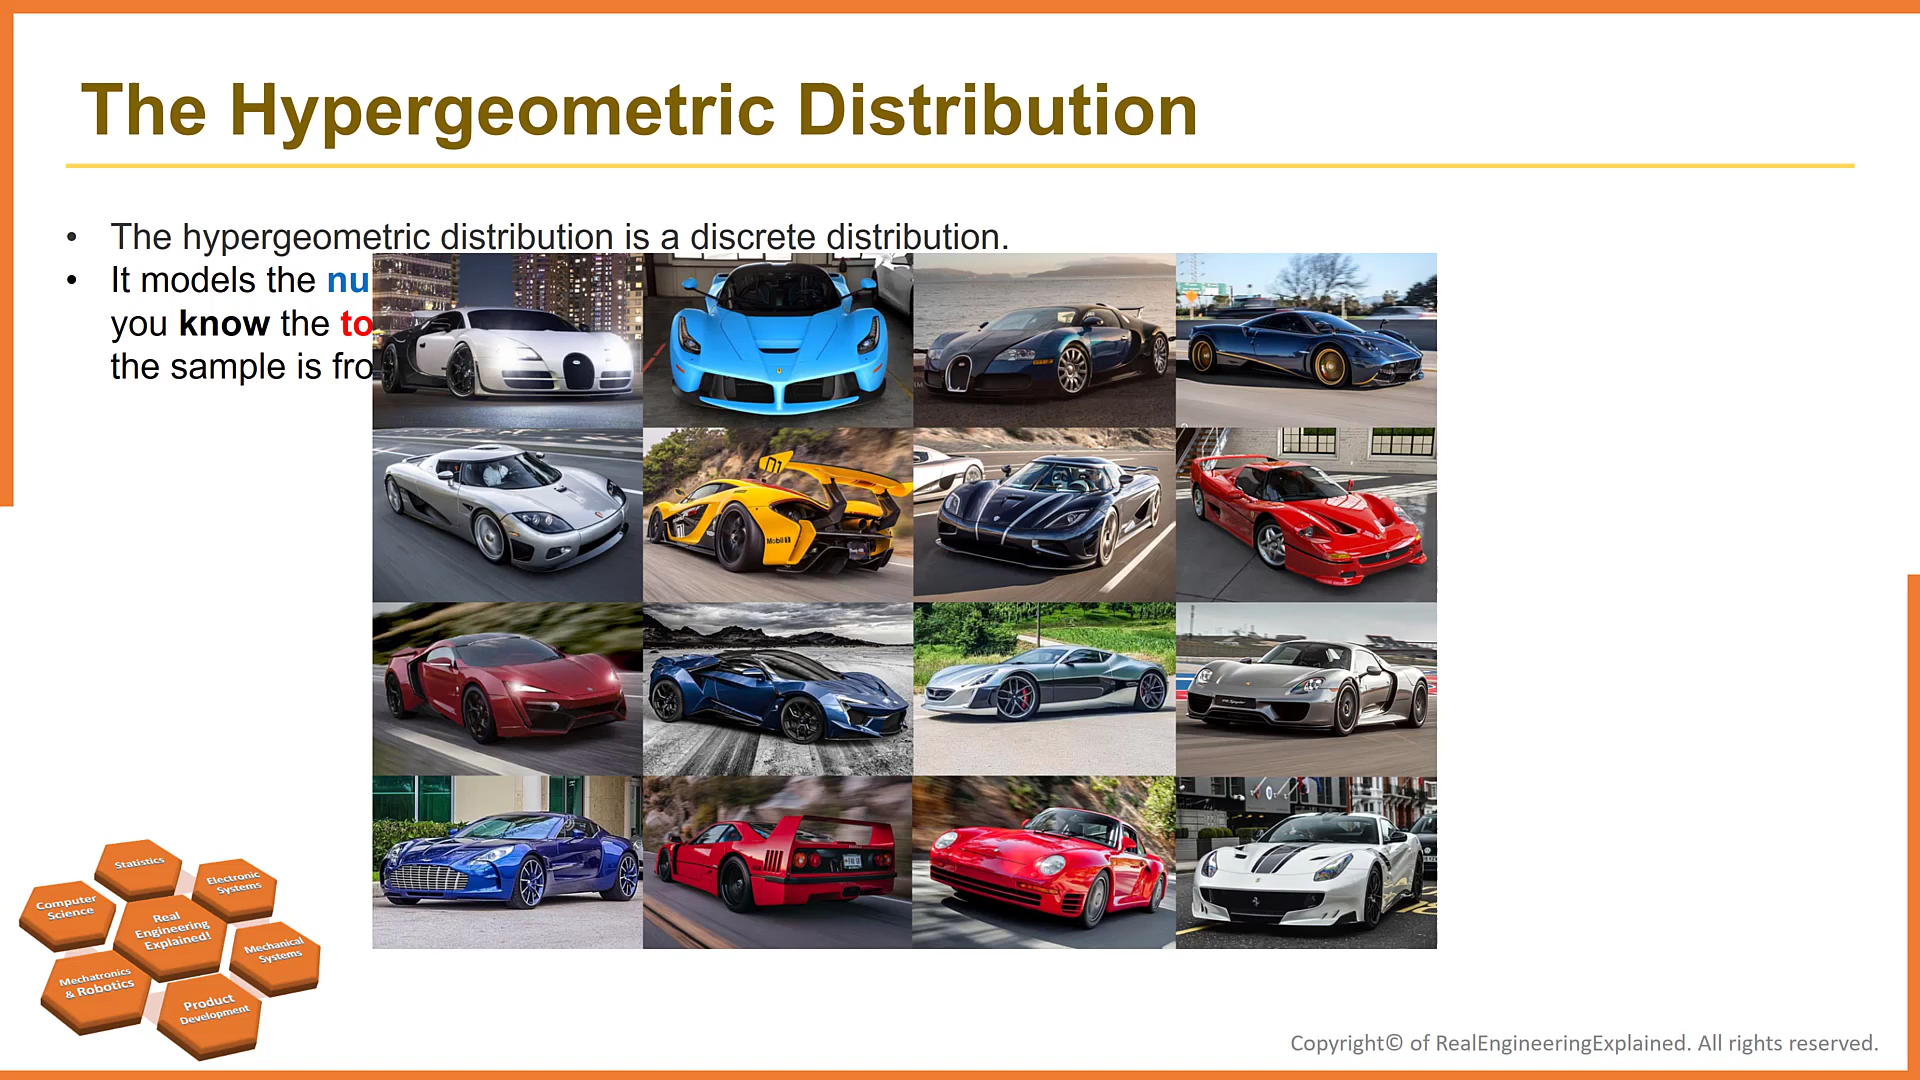 The Hypergeometric Distribution
• The hypergeometric distribution is a discrete distribution.
• It models the nu
you know the to
the sample is fro
Mobil 1
Statistics
Electronic
Systems
Computer
Science
Real
Engineering
Explained!
Mechanical
Systems
Mechatronics
& Robotics
Product
Development
Copyright© of RealEngineeringExplained. All rights reserved.